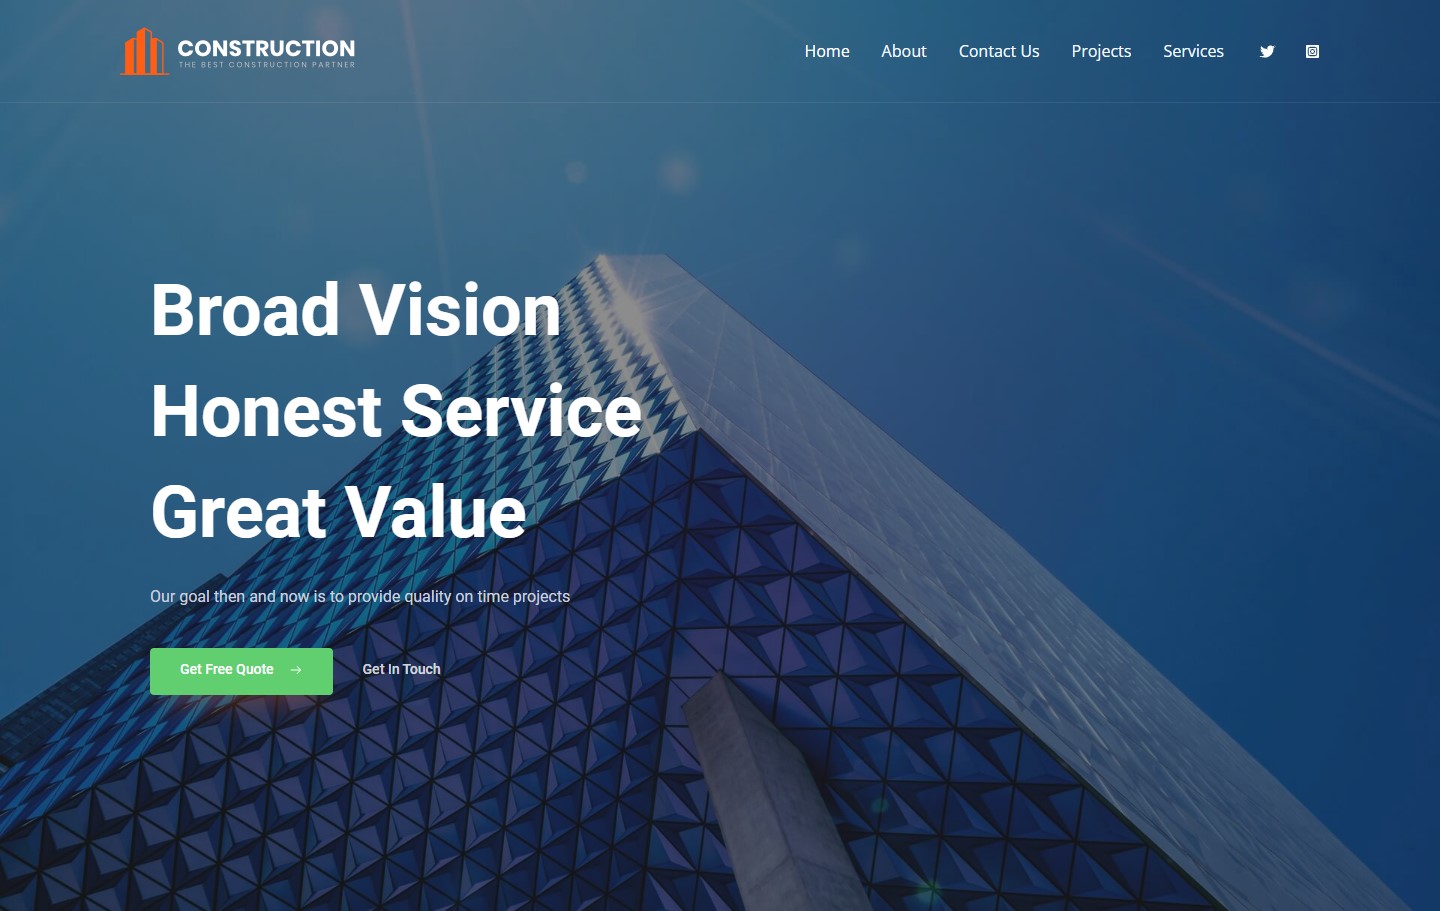 CONSTRUCTION
THE BEST CONSTRUCTION PARTNER
Home About Contact Us Projects Services
Broad Vision
Honest Service
Great Value
Our goal then and now is to provide quality on time projects
Get Free Quote → Get In Touch